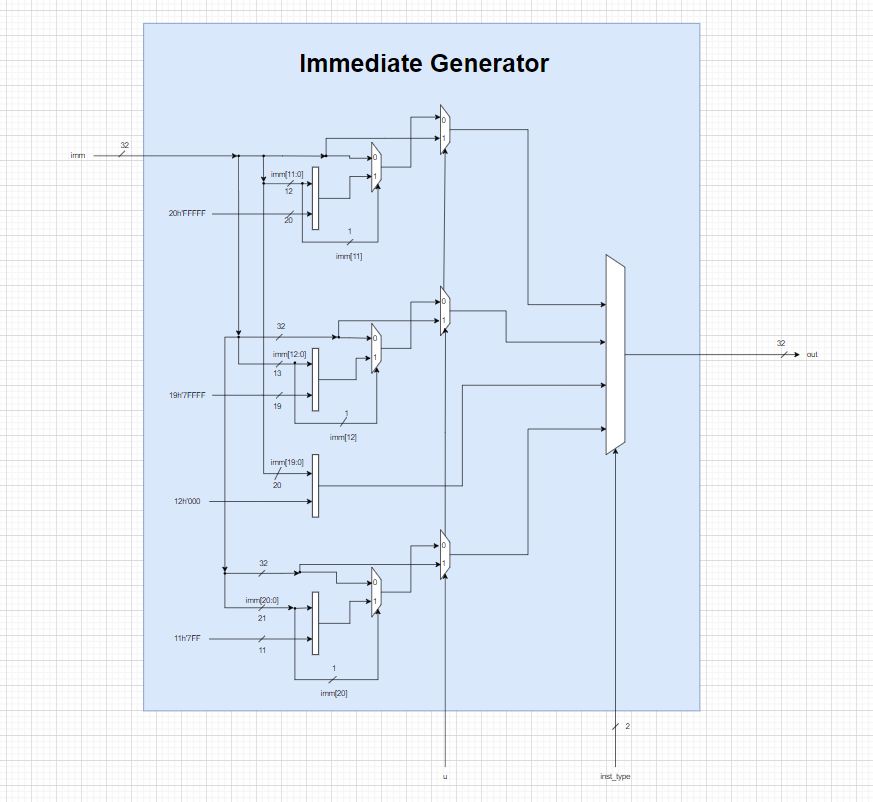 Immediate Generator
32
imm
0
1
imm[11:0]
12
0
1
20h'FFFFF
20
1
imm[11]
0
1
32
imm[12:0]
13
0
1
19h'7FFFF
19
1
imm[12]
32
out
imm[19:0]
20
12h'000
0
1
32
imm[20:0]
21
0
1
11h'7FF
11
1
imm[20]
2
u
inst_type